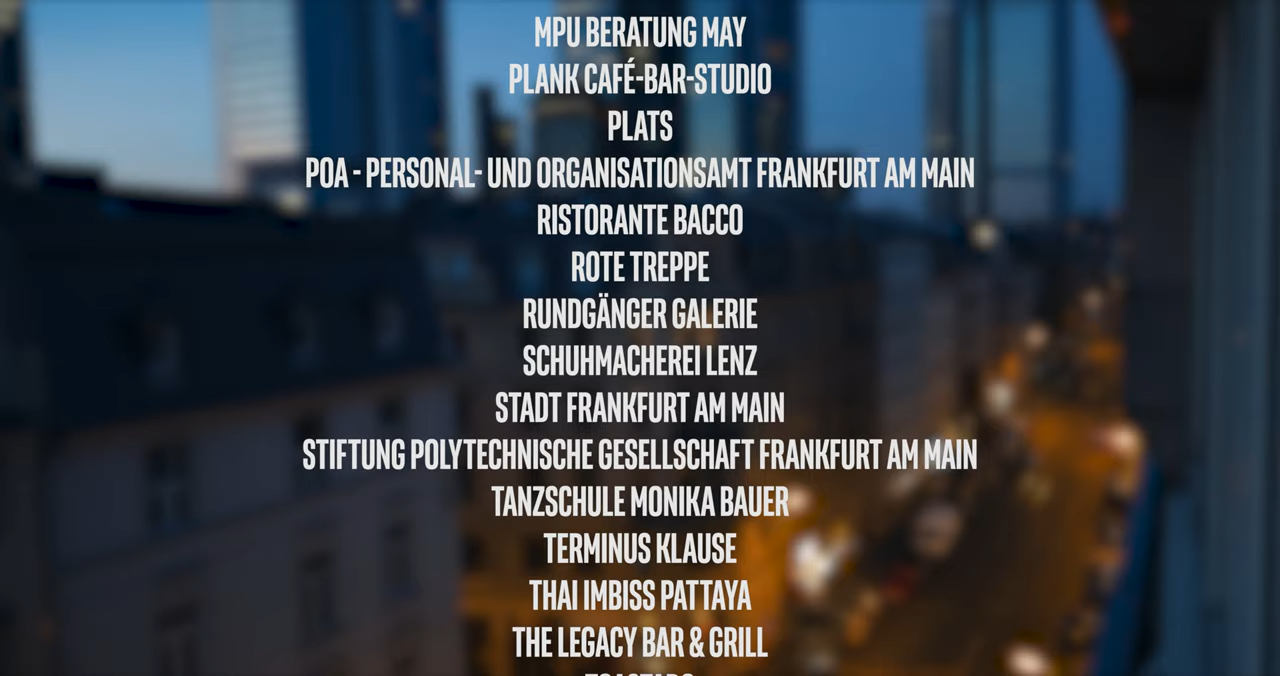 MPU BERATUNG MAY
PLANK CAFÉ-BAR-STUDIO
PLATS
POA - PERSONAL- UND ORGANISATIONSAMT FRANKFURT AM MAIN
RISTORANTE BACCO
ROTE TREPPE
RUNDGÄNGER GALERIE
SCHUHMACHEREI LENZ
STADT FRANKFURT AM MAIN
STIFTUNG POLYTECHNISCHE GESELLSCHAFT FRANKFURT AM MAIN
TANZSCHULE MONIKA BAUER
TERMINUS KLAUSE
THAI IMBISS PATTAYA
THE LEGACY BAR & GRILL